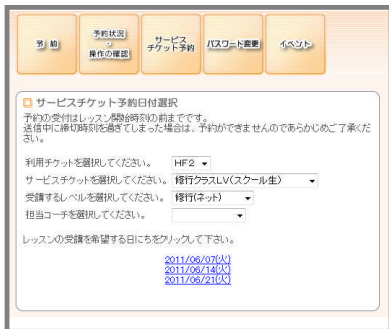 予約
予約状況
操作の確認
サービス
チケット予約
パスワード変更
イベント
サービスチケット予約日付選択
予約の受付はレッスン開始時刻の前までです。
送信中に締切時刻を過ぎてしまった場合は、予約ができませんのであらかじめご了承くだ
さい。
利用チケットを選択してください。 HF2
サービスチケットを選択してください。 修行クラスLV(スクール生)
受講するレベルを選択してください。 修行(ネット)
担当コーチを選択してください。
レッスンの受講を希望する日にちをクリックして下さい。
2011/06/07(火)
2011/06/14(火)
2011/06/21(火)